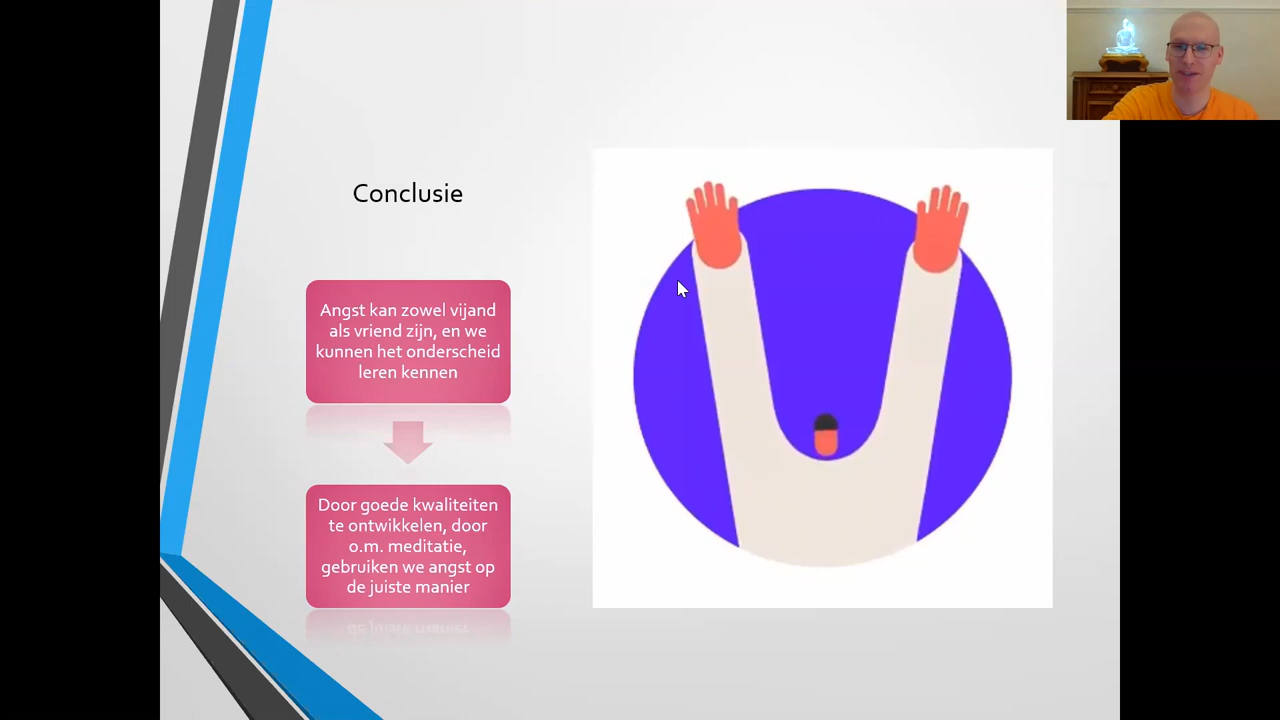 Conclusie
Angst kan zowel vijand
als vriend zijn, en we
kunnen het onderscheid
leren kennen
Door goede kwaliteiten
te ontwikkelen, door
o.m. meditatie,
gebruiken we angst op
de juiste manier